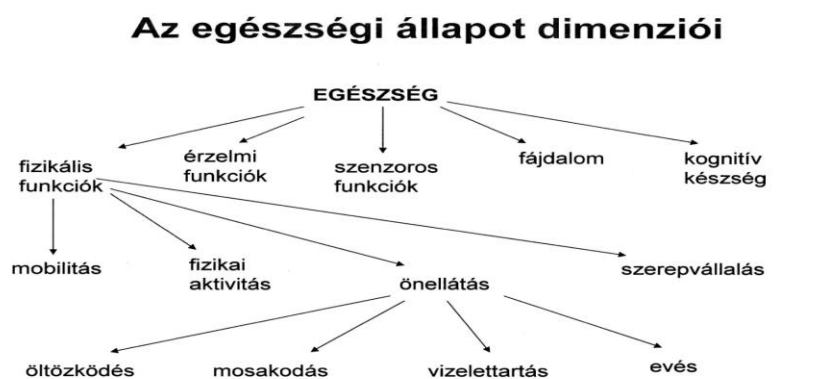 Az egészségi állapot dimenziói
EGÉSZSÉG
fizikális
funkciók
érzelmi
funkciók
szenzoros
funkciók
fájdalom
kognitív
készség
mobilitás
fizikai
aktivitás
önellátás
szerepvállalás
öltözködés
mosakodás
vizelettartás
evés